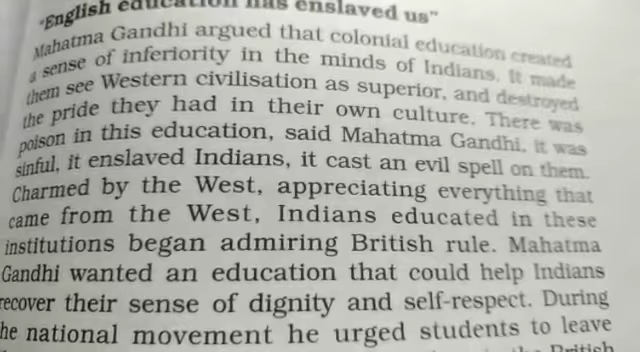 "English education has enslaved us"
Mahatma Gandhi argued that colonial education created
a sense of inferiority in the minds of Indians. It made
them see Western civilisation as superior, and destroyed
the pride they had in their own culture. There was
poison in this education, said Mahatma Gandhi, it was
sinful, it enslaved Indians, it cast an evil spell on them.
Charmed by the West, appreciating everything that
came from the West, Indians educated in these
institutions began admiring British rule. Mahatma
Gandhi wanted an education that could help Indians
recover their sense of dignity and self-respect. During
he national movement he urged students to leave
the British